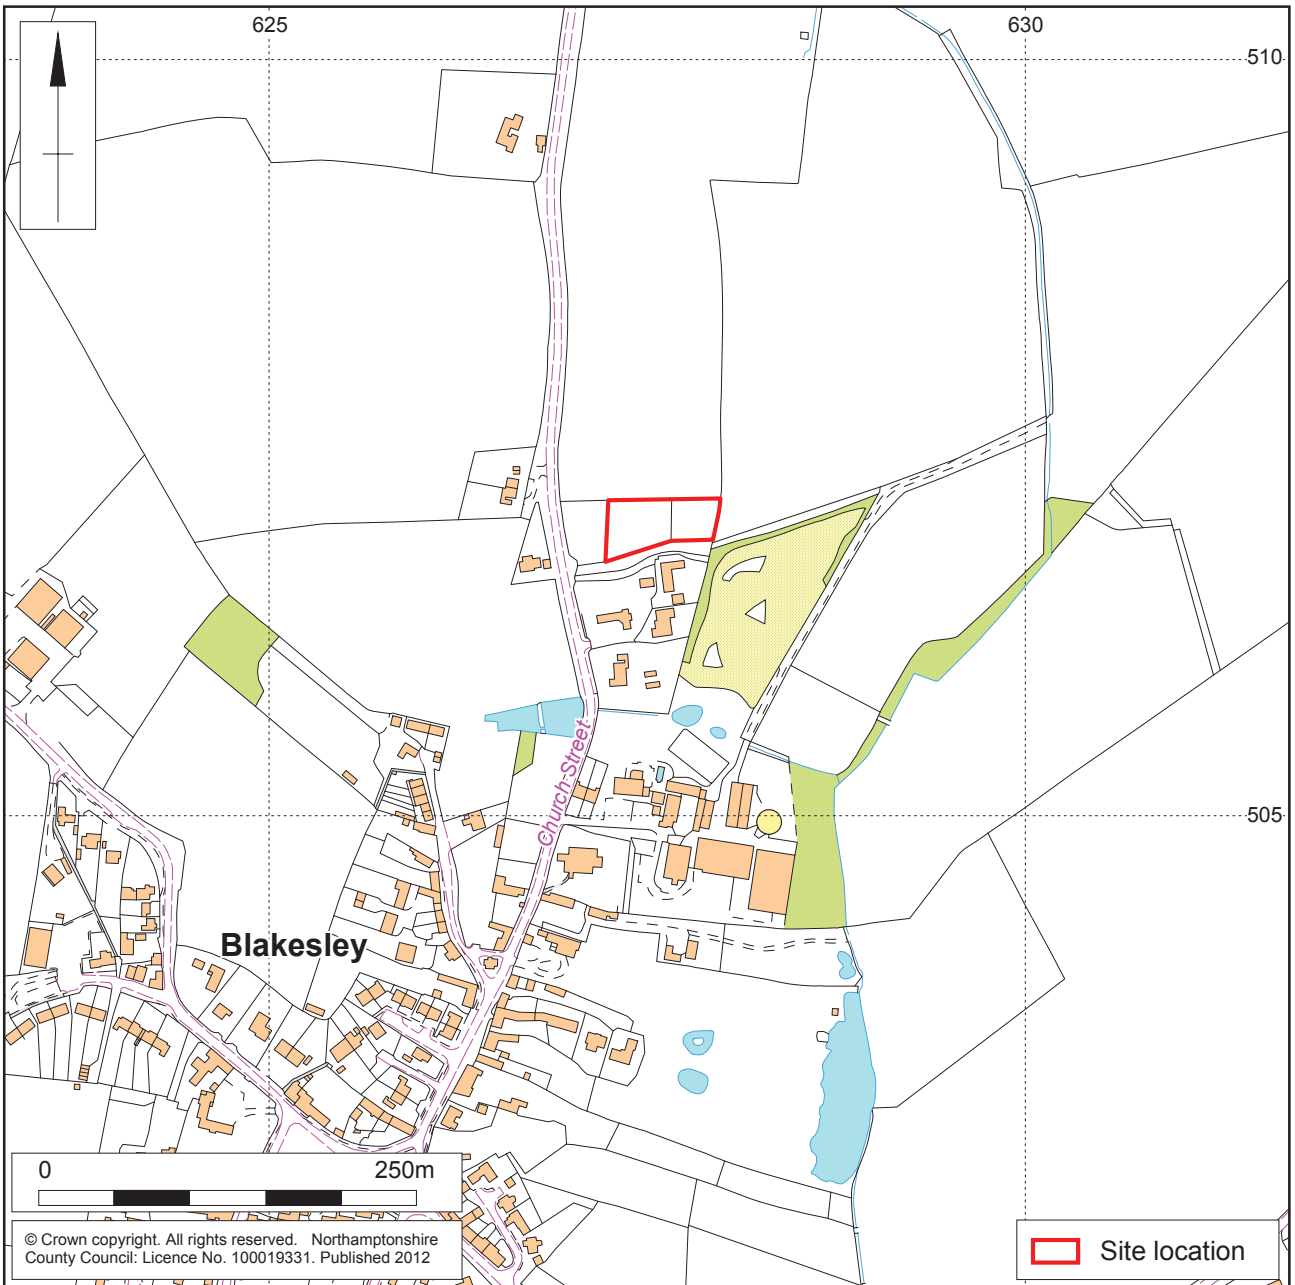 625
630
510
Church Street
505
Blakesley
0
250m
© Crown copyright. All rights reserved. Northamptonshire
County Council: Licence No. 100019331. Published 2012
Site location